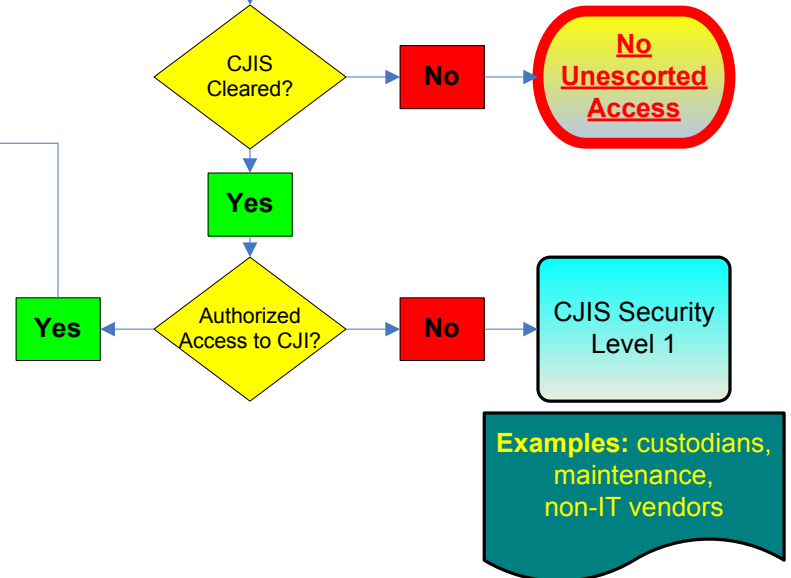 CJIS
Cleared?
No
No
Unescorted
Access
Yes
Authorized
Access to CJI?
Yes
No
CJIS Security
Level 1
Examples: custodians,
maintenance,
non-IT vendors